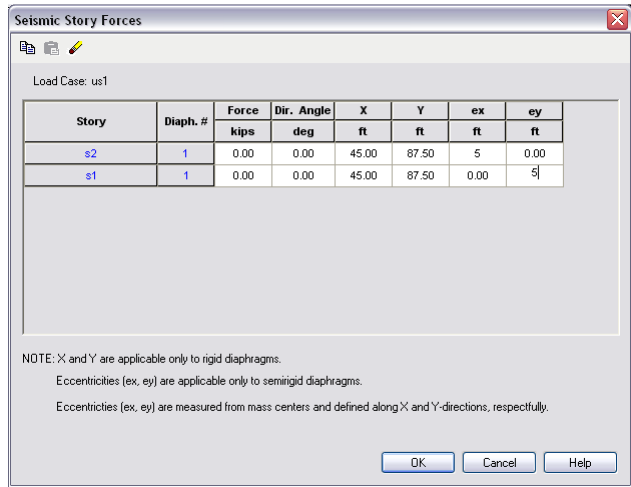 Seismic Story Forces
Load Case: us1
Story Diaph. # Force Dir. Angle X Y ex ey
kips deg ft ft ft ft
s2 1 0.00 0.00 45.00 87.50 5 0.00
s1 1 0.00 0.00 45.00 87.50 0.00 5
NOTE: X and Y are applicable only to rigid diaphragms.
Eccentricities (ex, ey) are applicable only to semirigid diaphragms.
Eccentricties (ex, ey) are measured from mass centers and defined along X and Y-directions, respectfully.
OK Cancel Help